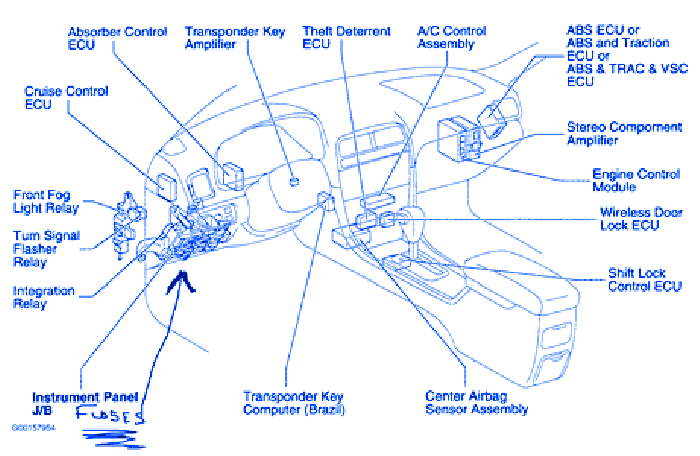 Absorber Control
ECU
Transponder Key
Amplifier
Theft Deterrent
ECU
A/C Control
Assembly
ABS ECU or
ABS and Traction
ECU or
ABS & TRAC & VSC
ECU
Cruise Control
ECU
Stereo Component
Amplifier
Engine Control
Module
Front Fog
Light Relay
Wireless Door
Lock ECU
Turn Signal
Flasher
Relay
Shift Lock
Control ECU
Integration
Relay
Instrument Panel
J/B
FUSES
Transponder Key
Computer (Brazil)
Center Airbag
Sensor Assembly
G00157954